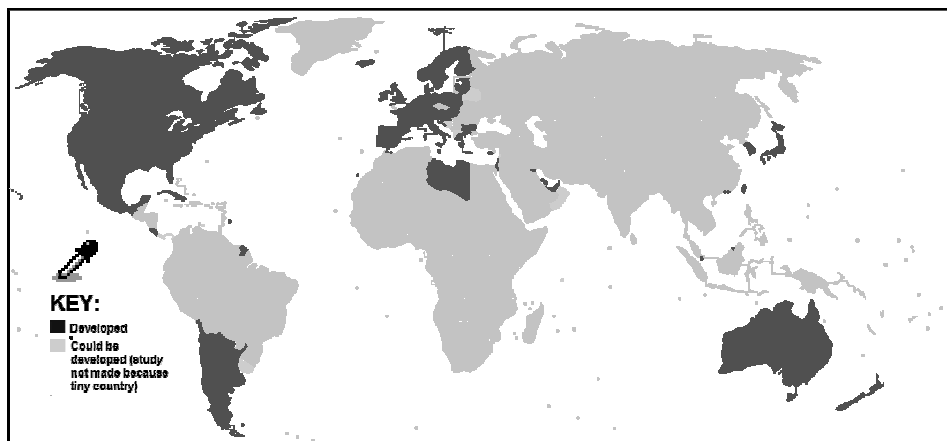 KEY:
Developed
Could be
developed (study
not made because
tiny country)